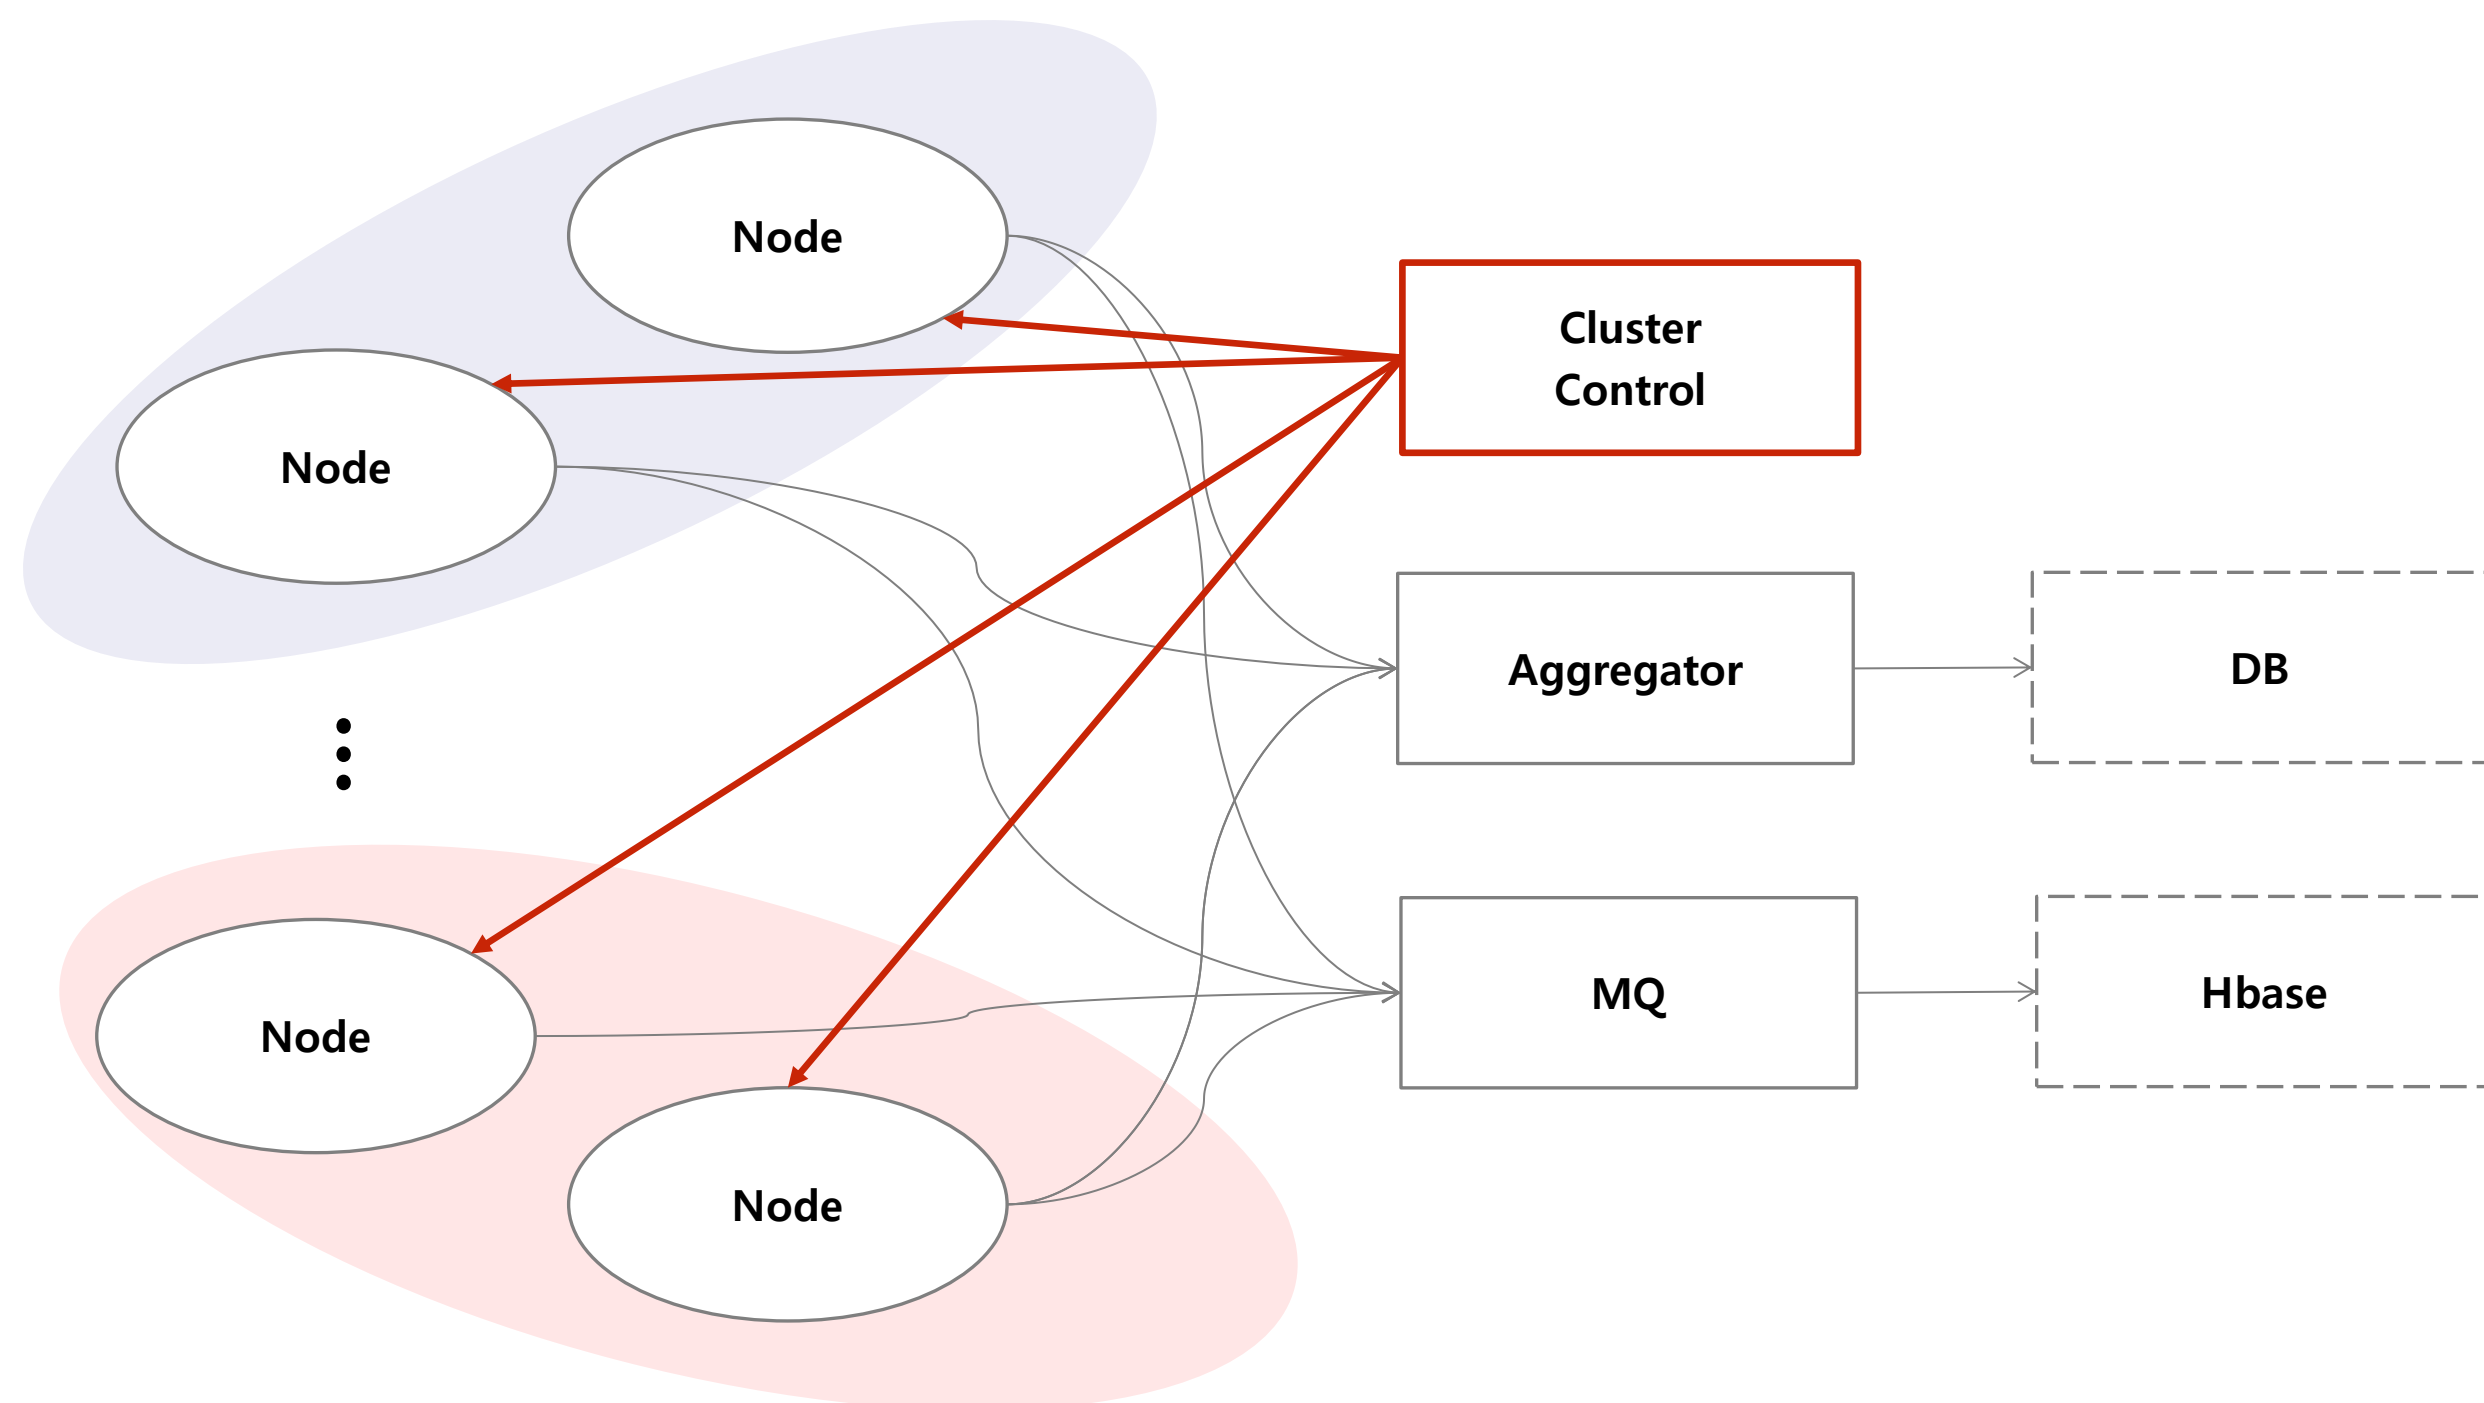 Node
Cluster
Control
Node
Aggregator
DB
MQ
Hbase
Node
Node